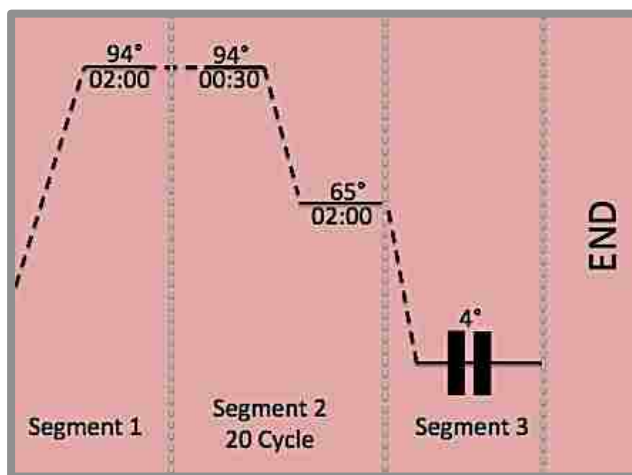 94°
02:00
94°
00:30
65°
02:00
4°
Segment 1
Segment 2
20 Cycle
Segment 3
END